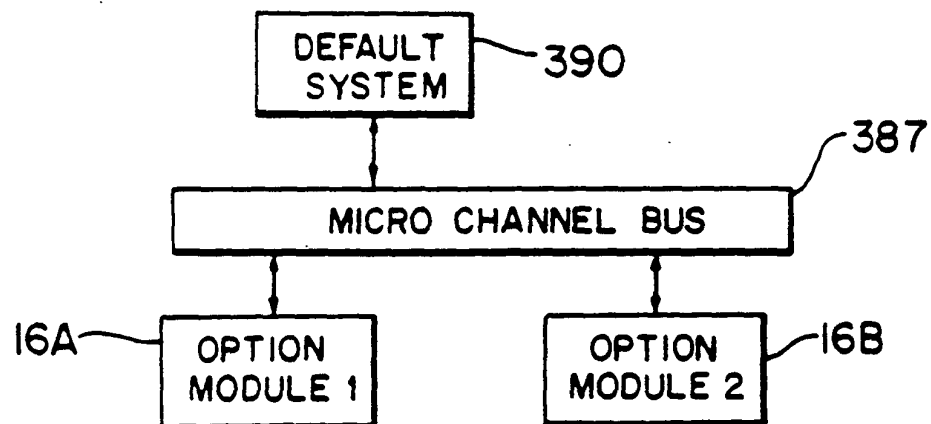 DEFAULT
SYSTEM
390
387
MICRO CHANNEL BUS
16A
OPTION
MODULE 1
OPTION
MODULE 2
16B